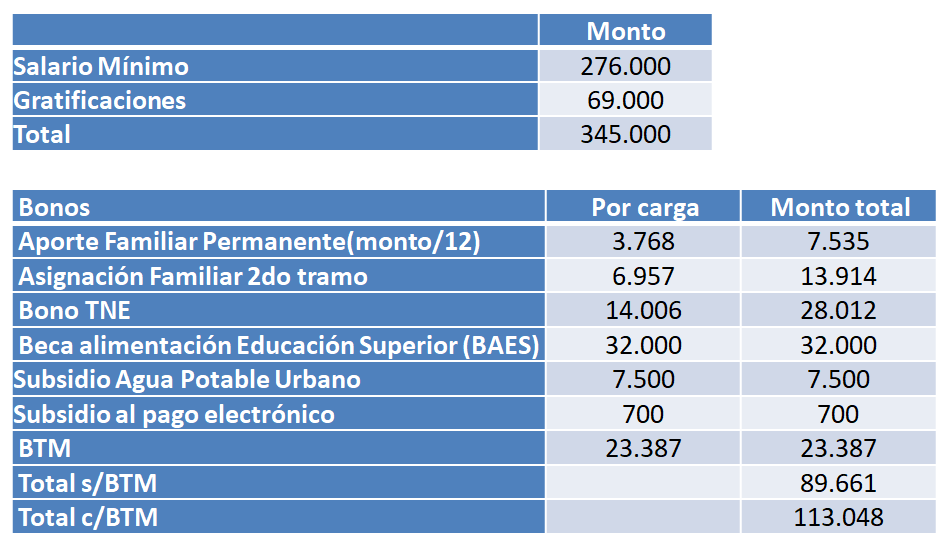 Monto
Salario Mínimo 276.000
Gratificaciones 69.000
Total 345.000
Bonos Por carga Monto total
Aporte Familiar Permanente(monto/12) 3.768 7.535
Asignación Familiar 2do tramo 6.957 13.914
Bono TNE 14.006 28.012
Beca alimentación Educación Superior (BAES) 32.000 32.000
Subsidio Agua Potable Urbano 7.500 7.500
Subsidio al pago electrónico 700 700
BTM 23.387 23.387
Total s/BTM 89.661
Total c/BTM 113.048